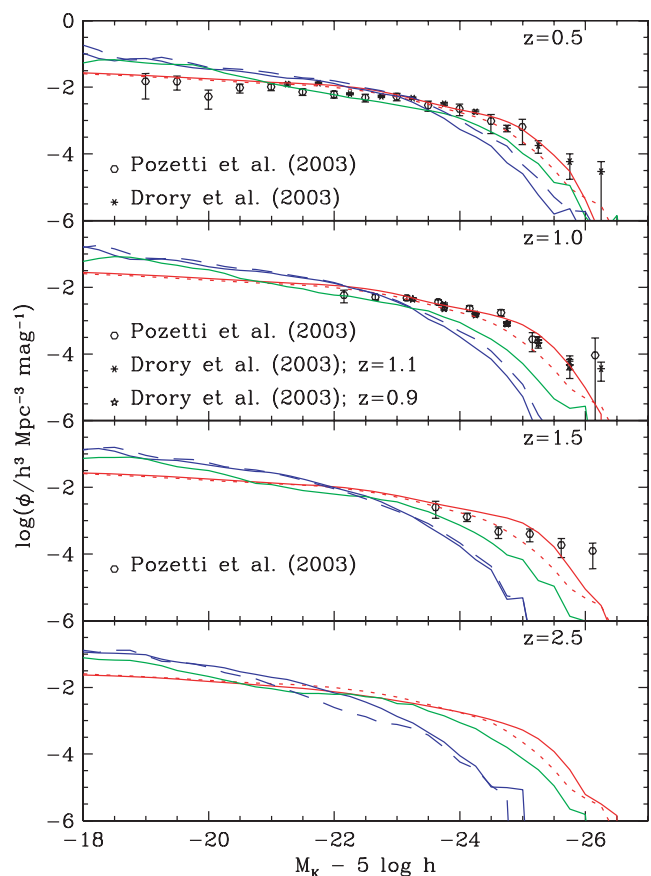 0
z=0.5
−2
Pozetti et al. (2003)
−4
Drory et al. (2003)
−6
z=1.0
−2
Pozetti et al. (2003)
−4
Drory et al. (2003); z=1.1
Drory et al. (2003); z=0.9
−6
z=1.5
−2
−4
Pozetti et al. (2003)
−6
z=2.5
−2
−4
−6
−18
−20
−22
−24
−26
M_K − 5 log h
log(φ/h³ Mpc⁻³ mag⁻¹)